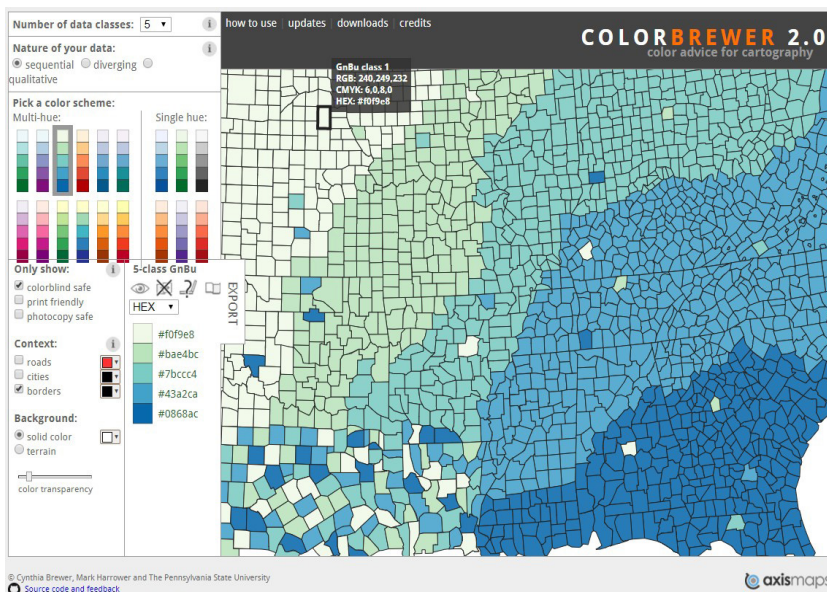 Number of data classes: 5
how to use | updates | downloads | credits
COLORBREWER 2.0
color advice for cartography
Nature of your data:
sequential diverging
qualitative
Pick a color scheme:
Multi-hue: Single hue:
GnBu class 1
RGB: 240,249,232
CMYK: 6,0,8,0
HEX: #f0f9e8
Only show:
colorblind safe
print friendly
photocopy safe
Context:
roads
cities
borders
Background:
solid color
terrain
color transparency
5-class GnBu
HEX
EXPORT
#f0f9e8
#bae4bc
#7bccc4
#43a2ca
#0868ac
© Cynthia Brewer, Mark Harrower and The Pennsylvania State University
Source code and feedback
axismaps